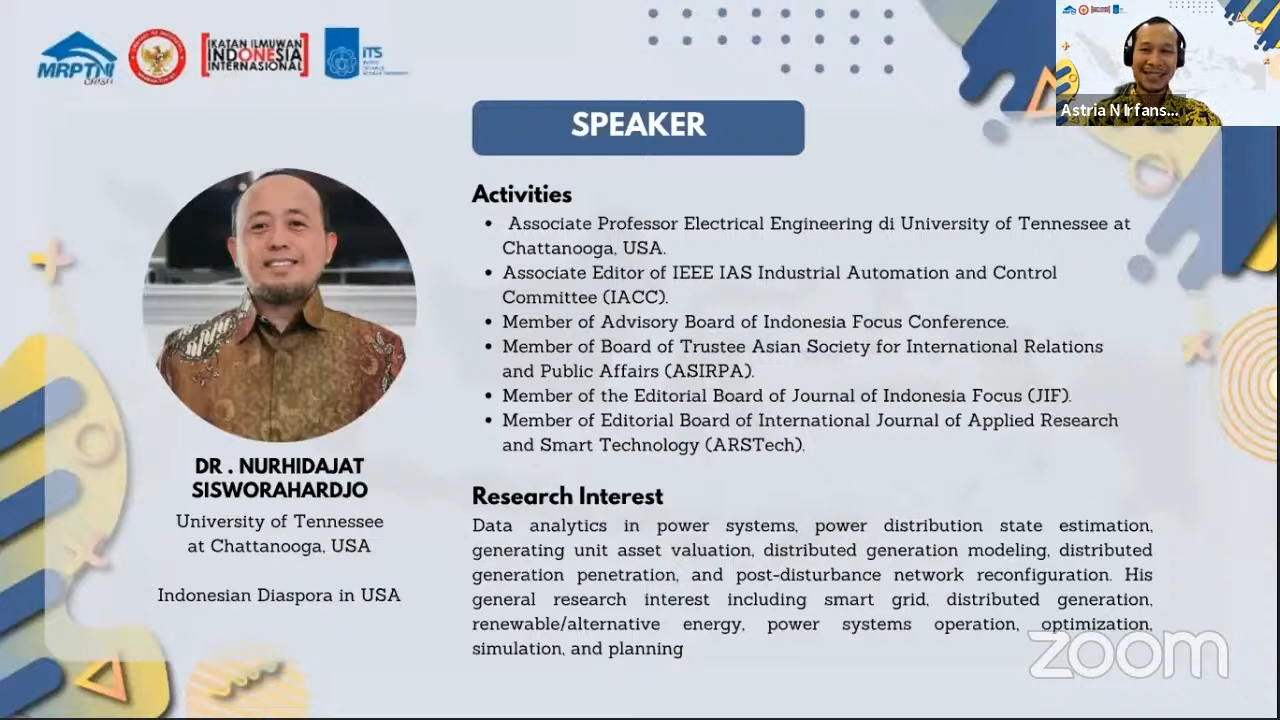 MRPTNI
IKATAN ILMUWAN
INDONESIA
INTERNASIONAL
ITS
Astria N Irfans...
SPEAKER
Activities
• Associate Professor Electrical Engineering di University of Tennessee at
Chattanooga, USA.
• Associate Editor of IEEE IAS Industrial Automation and Control
Committee (IACC).
• Member of Advisory Board of Indonesia Focus Conference.
• Member of Board of Trustee Asian Society for International Relations
and Public Affairs (ASIRPA).
• Member of the Editorial Board of Journal of Indonesia Focus (JIF).
• Member of Editorial Board of International Journal of Applied Research
and Smart Technology (ARSTech).
DR . NURHIDAJAT
SISWORAHARDJO
University of Tennessee
at Chattanooga, USA
Indonesian Diaspora in USA
Research Interest
Data analytics in power systems, power distribution state estimation,
generating unit asset valuation, distributed generation modeling, distributed
generation penetration, and post-disturbance network reconfiguration. His
general research interest including smart grid, distributed generation,
renewable/alternative energy, power systems operation, optimization,
simulation, and planning
zoom